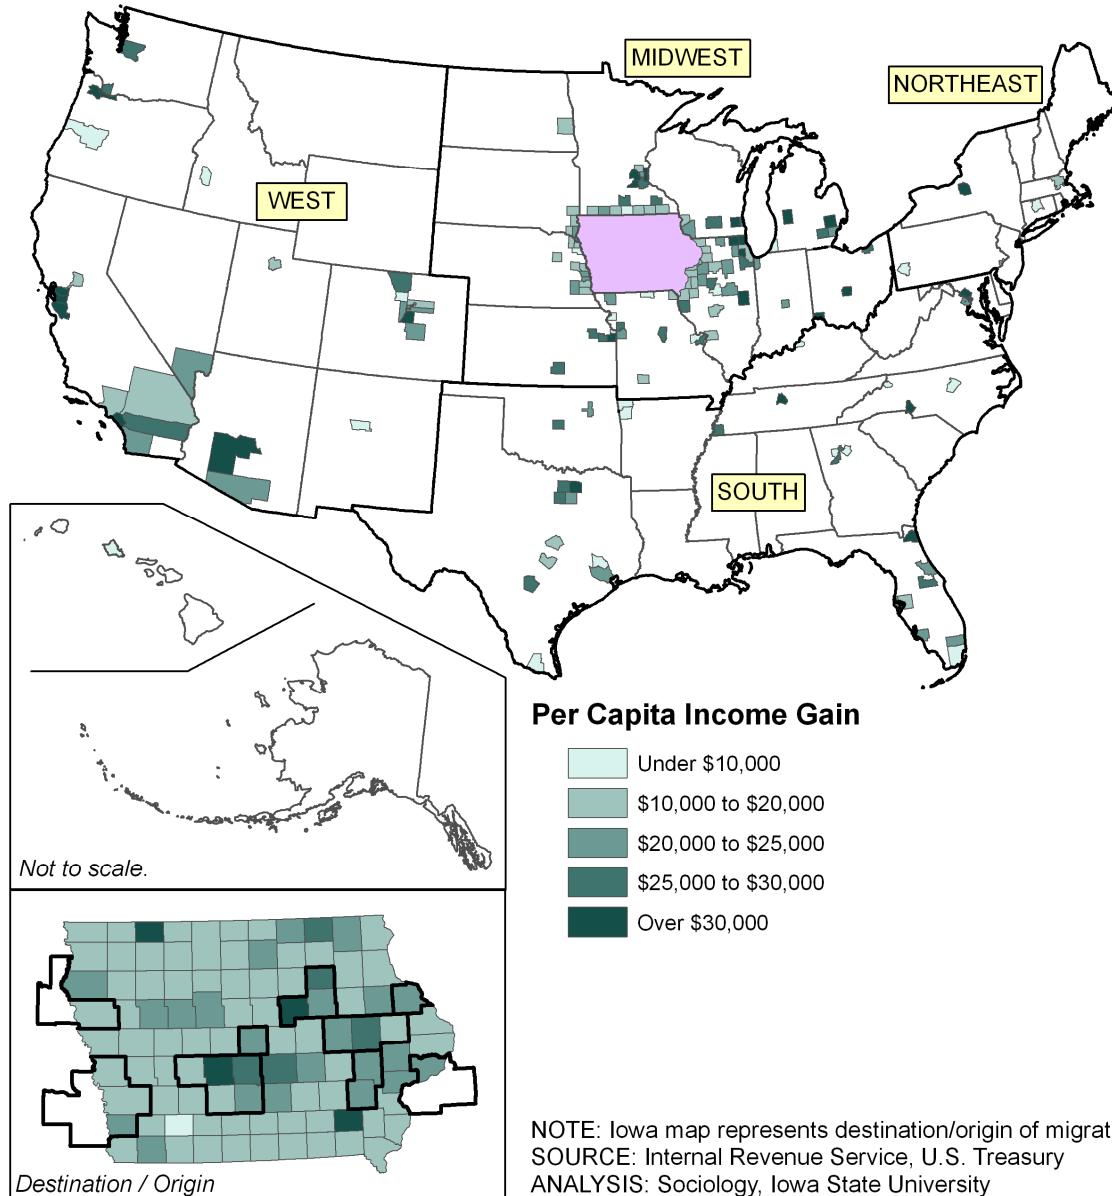 MIDWEST
NORTHEAST
WEST
SOUTH
Per Capita Income Gain
Under $10,000
$10,000 to $20,000
$20,000 to $25,000
$25,000 to $30,000
Over $30,000
Not to scale.
Destination / Origin
NOTE: Iowa map represents destination/origin of migrat
SOURCE: Internal Revenue Service, U.S. Treasury
ANALYSIS: Sociology, Iowa State University